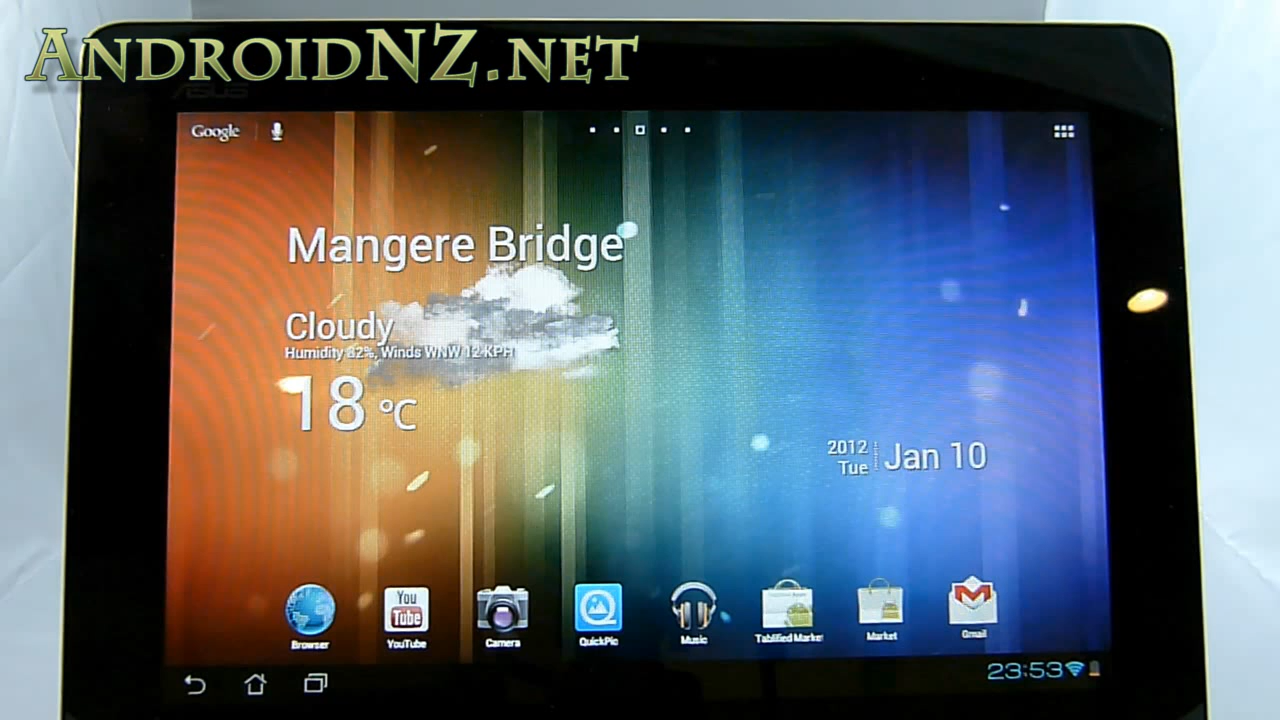 AndroidNZ.net
ASUS
Google
Mangere Bridge
Cloudy
Humidity 82%, Winds WNW 12 KPH
18 °C
2012
Tue
Jan 10
You
Tube
Browser
YouTube
Camera
QuickPic
Music
Tablified Market
Market
Gmail
23:53